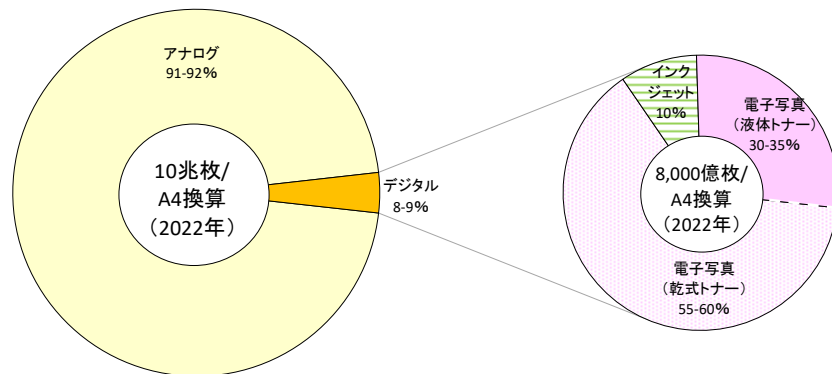 アナログ
91-92%
10兆枚/
A4換算
（2022年）
デジタル
8-9%
インク
ジェット
10%
電子写真
（液体トナー）
30-35%
8,000億枚/
A4換算
（2022年）
電子写真
（乾式トナー）
55-60%